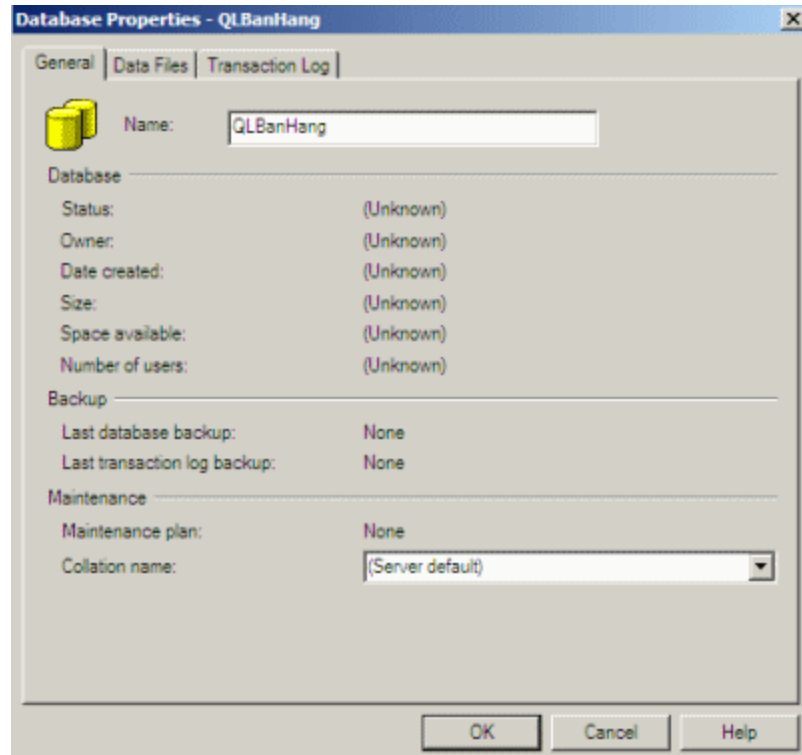 Database Properties - QLBanHang
General Data Files Transaction Log
Name: QLBanHang
Database
Status: (Unknown)
Owner: (Unknown)
Date created: (Unknown)
Size: (Unknown)
Space available: (Unknown)
Number of users: (Unknown)
Backup
Last database backup: None
Last transaction log backup: None
Maintenance
Maintenance plan: None
Collation name: (Server default)
OK Cancel Help